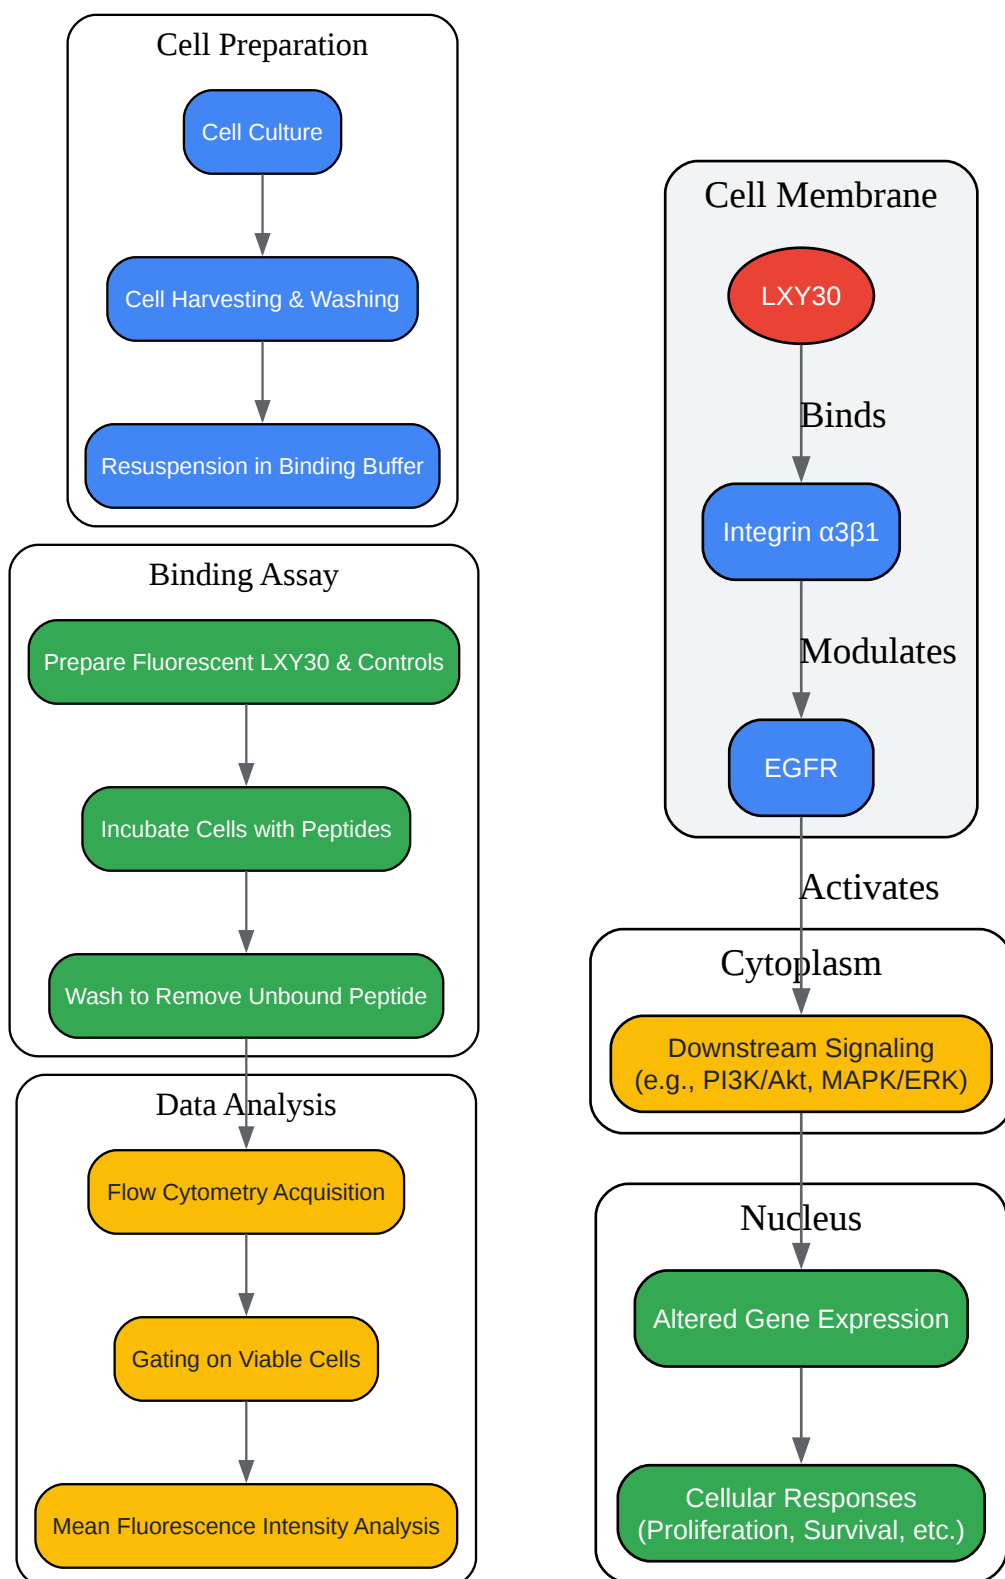 Cell Preparation
Cell Culture
Cell Harvesting & Washing
Resuspension in Binding Buffer
Binding Assay
Prepare Fluorescent LXY30 & Controls
Incubate Cells with Peptides
Wash to Remove Unbound Peptide
Data Analysis
Flow Cytometry Acquisition
Gating on Viable Cells
Mean Fluorescence Intensity Analysis
Cell Membrane
LXY30
Binds
Integrin α3β1
Modulates
EGFR
Activates
Cytoplasm
Downstream Signaling
(e.g., PI3K/Akt, MAPK/ERK)
Nucleus
Altered Gene Expression
Cellular Responses
(Proliferation, Survival, etc.)